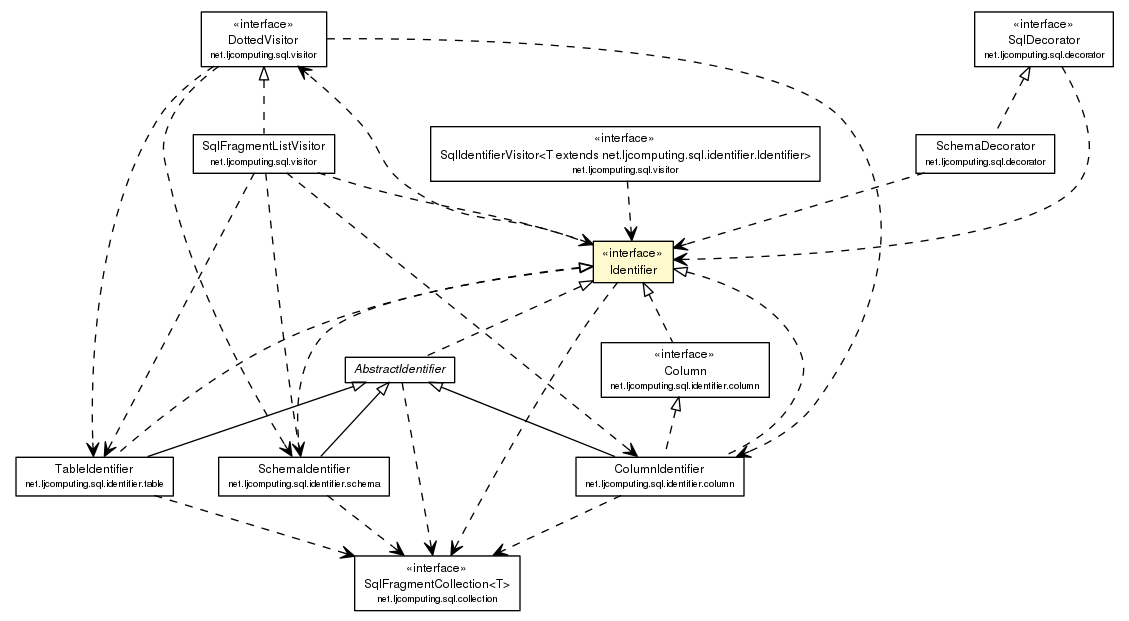 «interface»
DottedVisitor
net.ljcomputing.sql.visitor
«interface»
SqlDecorator
net.ljcomputing.sql.decorator
SqlFragmentListVisitor
net.ljcomputing.sql.visitor
«interface»
SqlIdentifierVisitor<T extends net.ljcomputing.sql.identifier.Identifier>
net.ljcomputing.sql.visitor
SchemaDecorator
net.ljcomputing.sql.decorator
«interface»
Identifier
AbstractIdentifier
«interface»
Column
net.ljcomputing.sql.identifier.column
TableIdentifier
net.ljcomputing.sql.identifier.table
SchemaIdentifier
net.ljcomputing.sql.identifier.schema
ColumnIdentifier
net.ljcomputing.sql.identifier.column
«interface»
SqlFragmentCollection<T>
net.ljcomputing.sql.collection